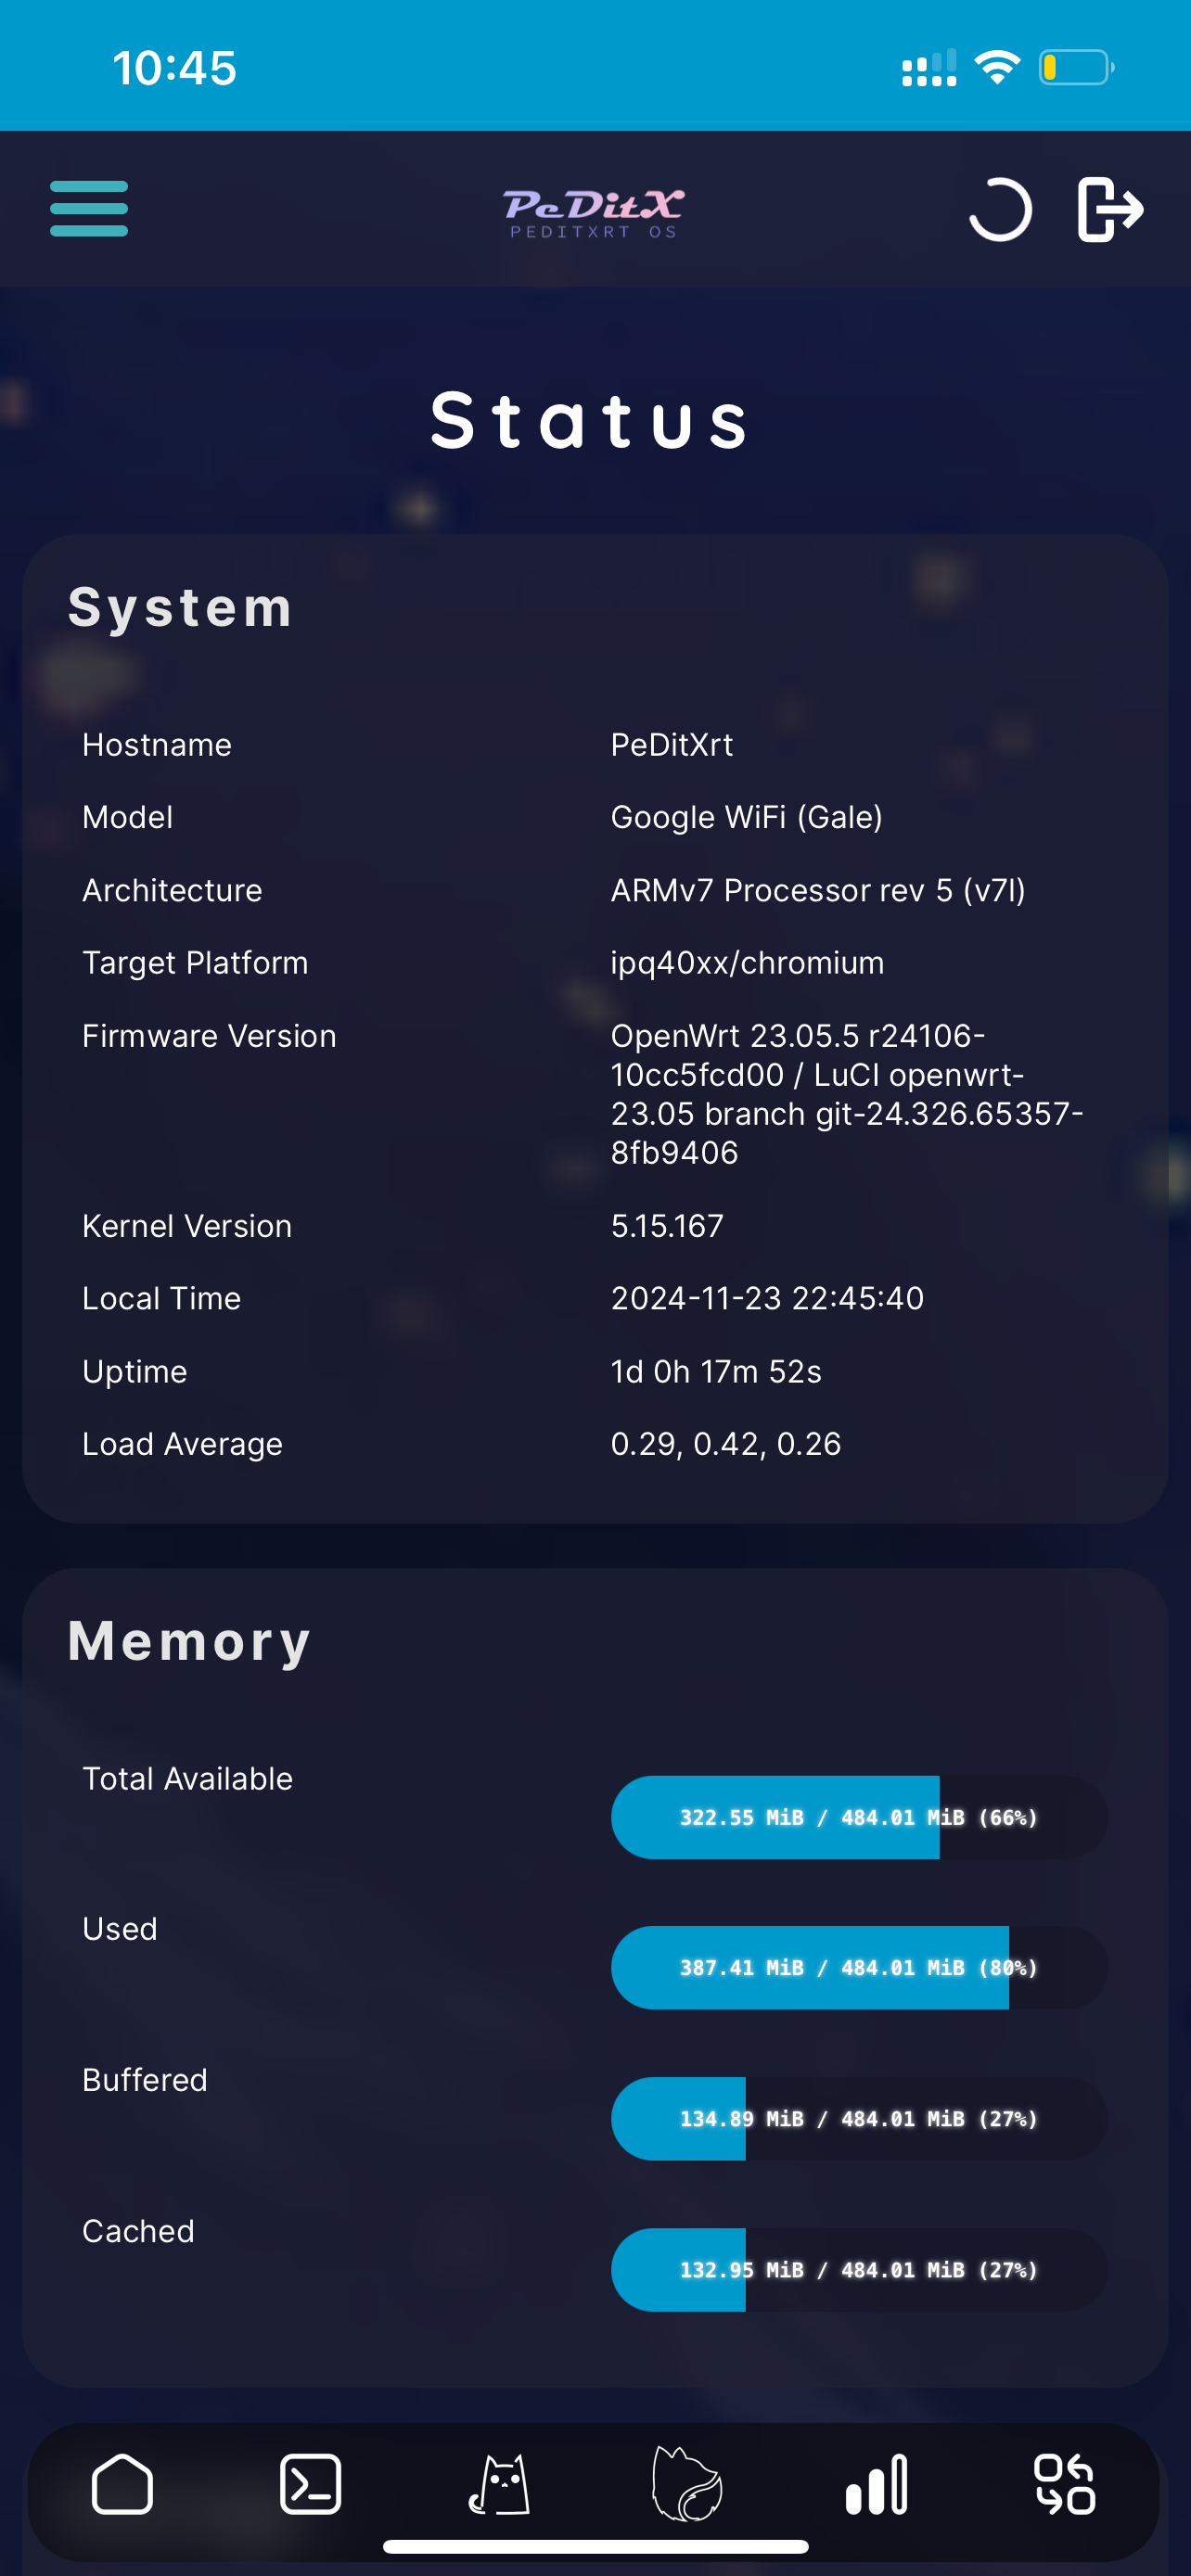 10:45
PeDitX
PEDITXRT OS
Status
System
Hostname PeDitXrt
Model Google WiFi (Gale)
Architecture ARMv7 Processor rev 5 (v7l)
Target Platform ipq40xx/chromium
Firmware Version OpenWrt 23.05.5 r24106-
10cc5fcd00 / LuCI openwrt-
23.05 branch git-24.326.65357-
8fb9406
Kernel Version 5.15.167
Local Time 2024-11-23 22:45:40
Uptime 1d 0h 17m 52s
Load Average 0.29, 0.42, 0.26
Memory
Total Available 322.55 MiB / 484.01 MiB (66%)
Used 387.41 MiB / 484.01 MiB (80%)
Buffered 134.89 MiB / 484.01 MiB (27%)
Cached 132.95 MiB / 484.01 MiB (27%)